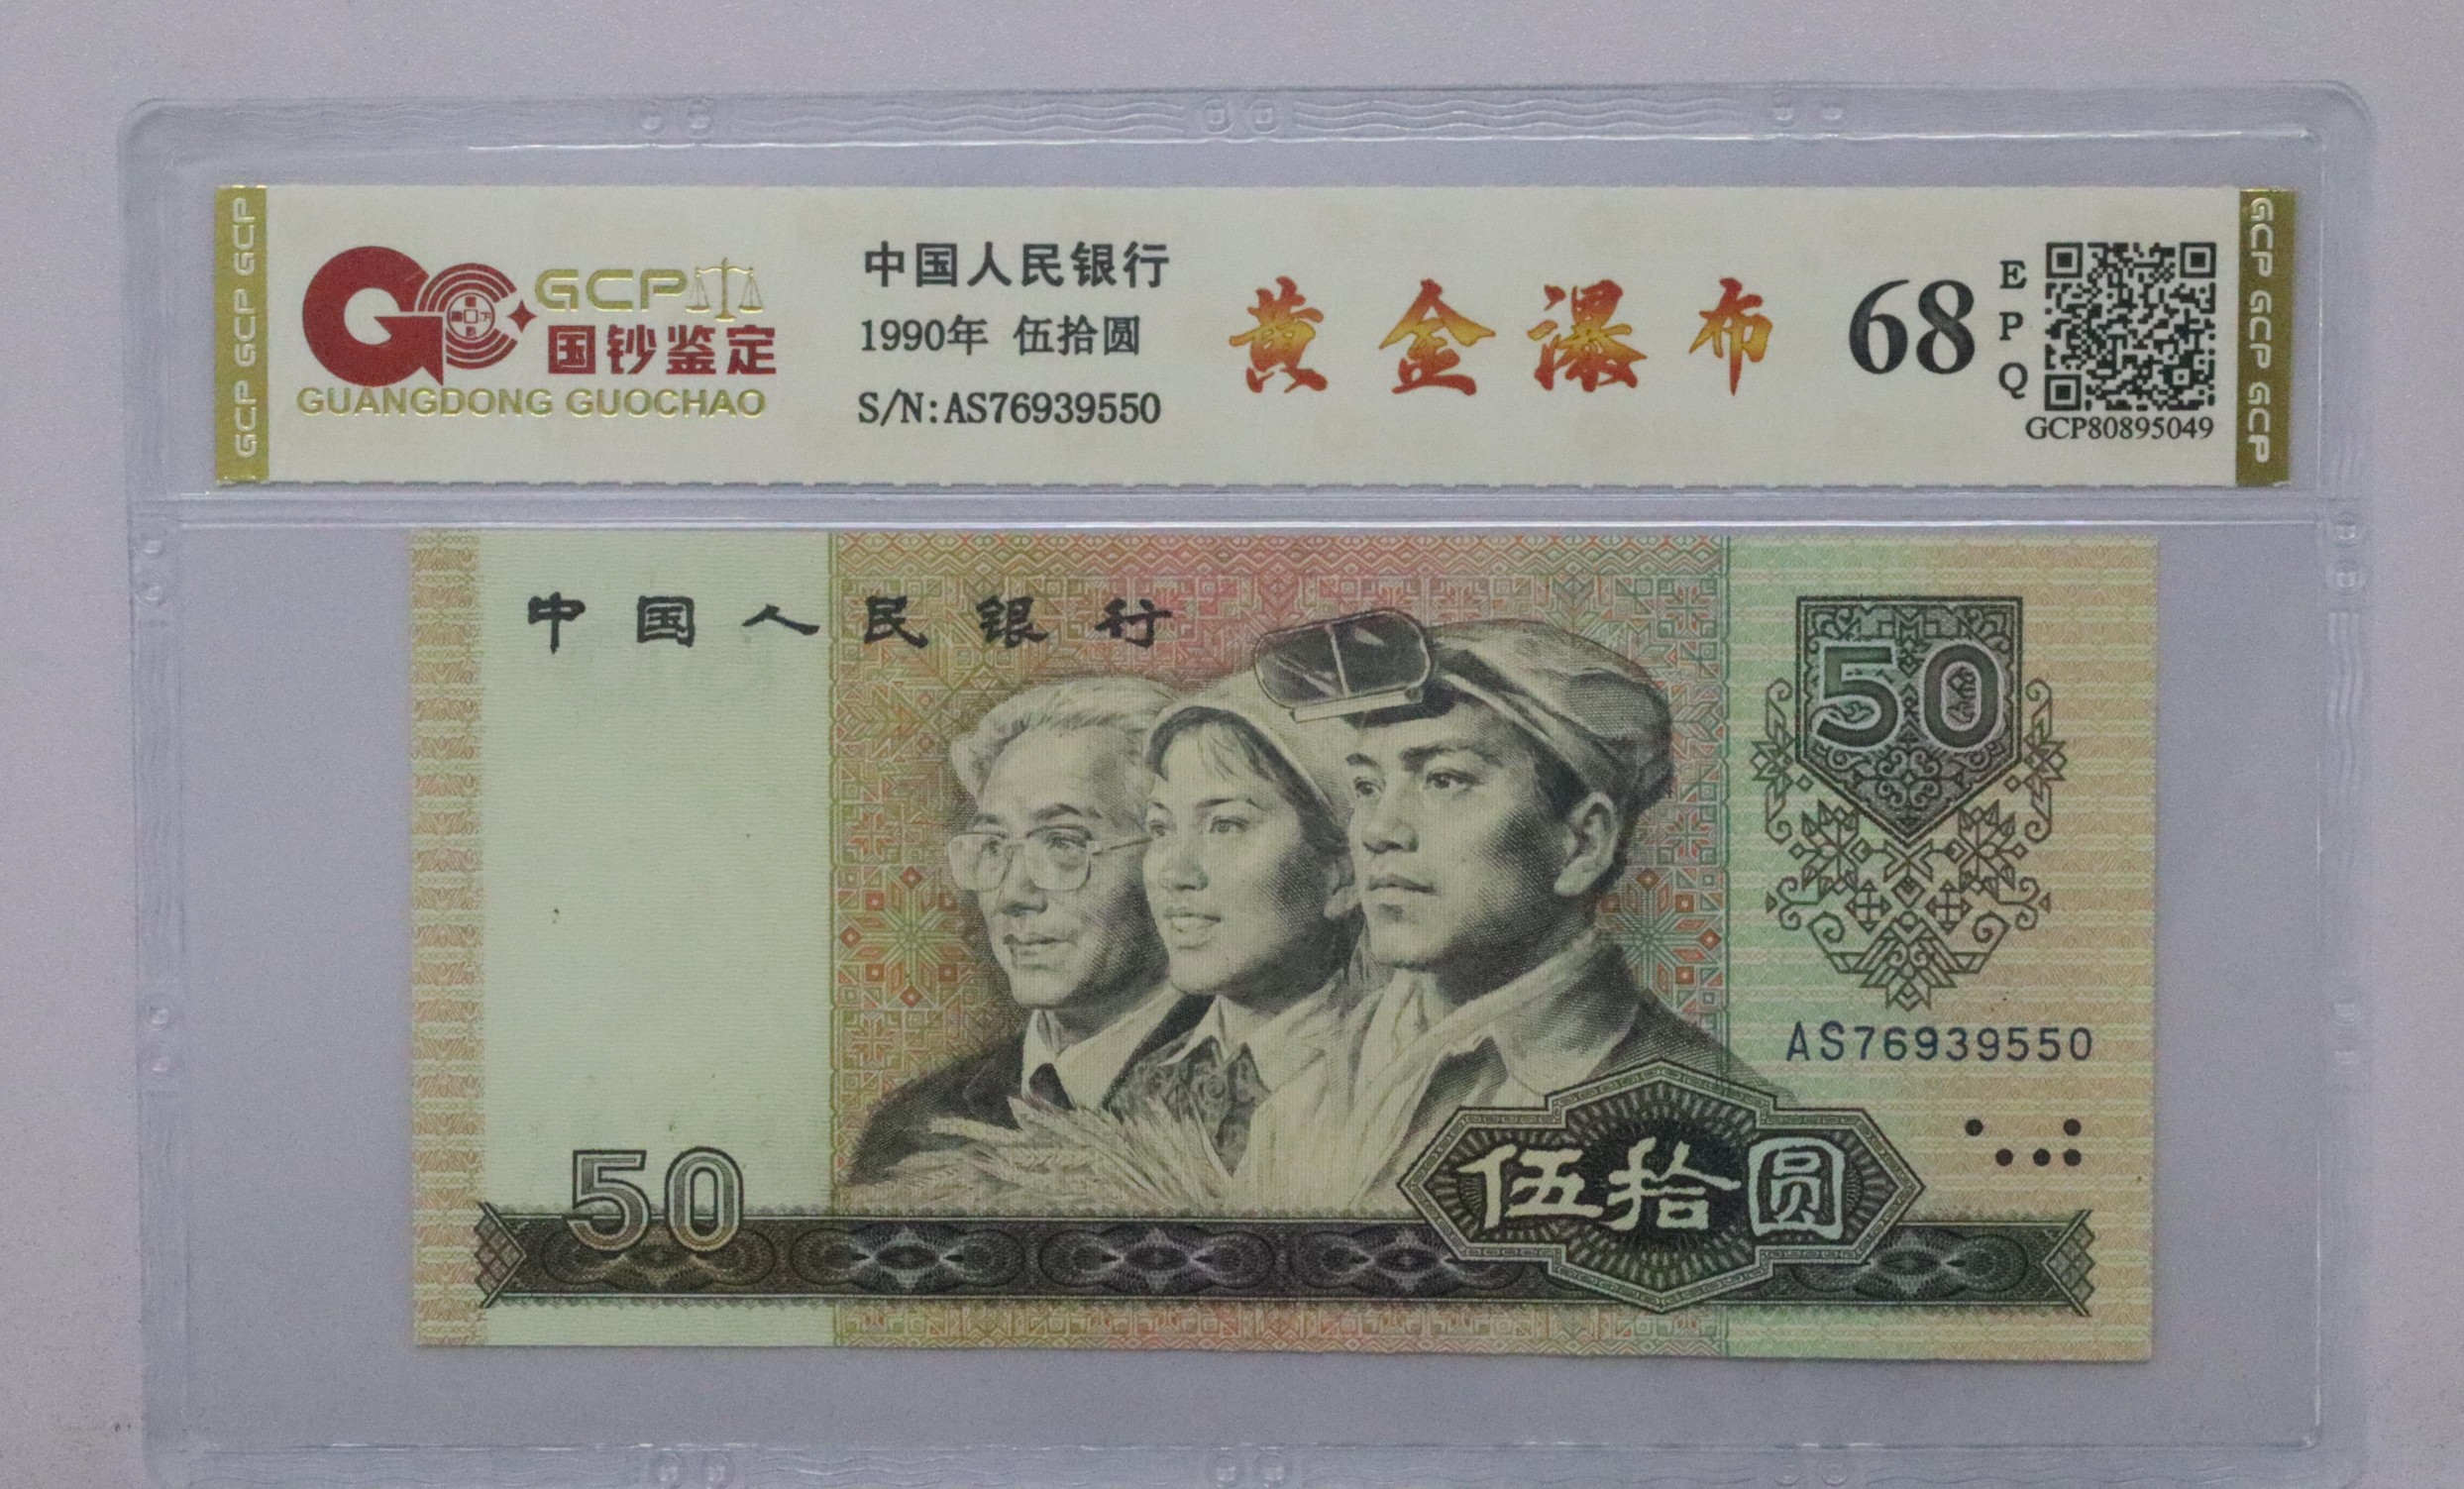 GCP GCP GCP
GCP
国钞鉴定
GUANGDONG GUOCHAO
中国人民银行
1990年 伍拾圆
S/N:AS76939550
黄金瀑布
68
EPQ
GCP80895049
GCP GCP GCP
中国人民银行
50
AS76939550
50
伍拾圆